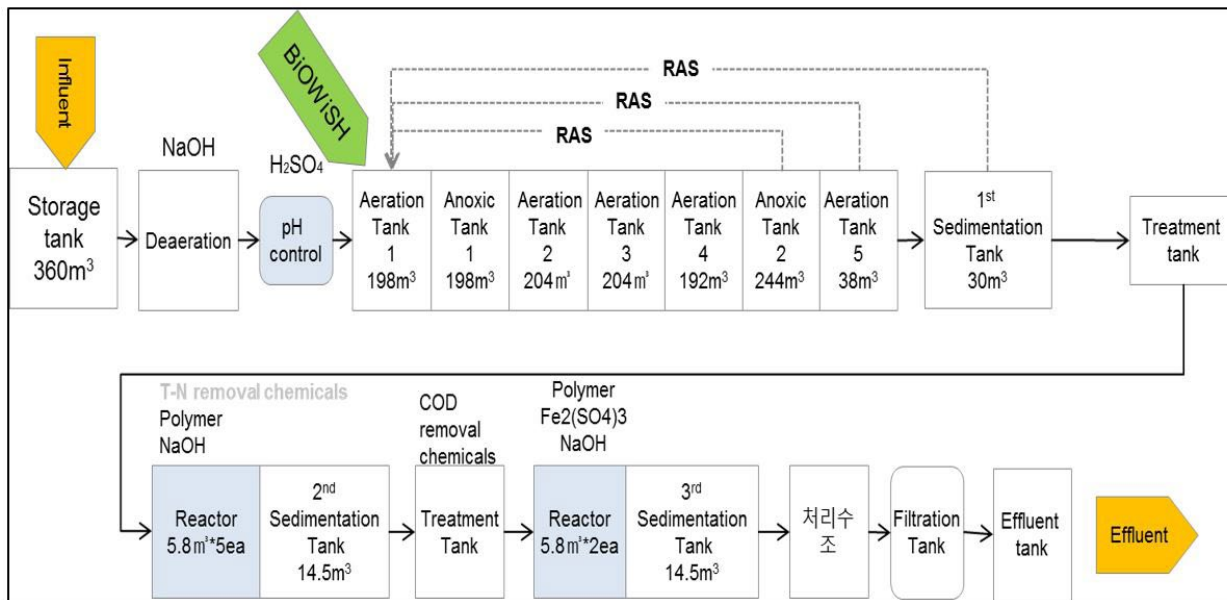 Influent
BiOWiSH
RAS
RAS
RAS
NaOH
H₂SO₄
Storage
tank
360m³
Deaeration
pH
control
Aeration
Tank
1
198m³
Anoxic
Tank
1
198m³
Aeration
Tank
2
204㎥
Aeration
Tank
3
204㎥
Aeration
Tank
4
192m³
Anoxic
Tank
2
244m³
Aeration
Tank
5
38m³
1st
Sedimentation
Tank
30m³
Treatment
tank
T-N removal chemicals
Polymer
NaOH
COD
removal
chemicals
Polymer
Fe2(SO4)3
NaOH
Reactor
5.8㎥*5ea
2nd
Sedimentation
Tank
14.5m³
Treatment
Tank
Reactor
5.8㎥*2ea
3rd
Sedimentation
Tank
14.5m³
처리수
조
Filtration
Tank
Effluent
tank
Effluent